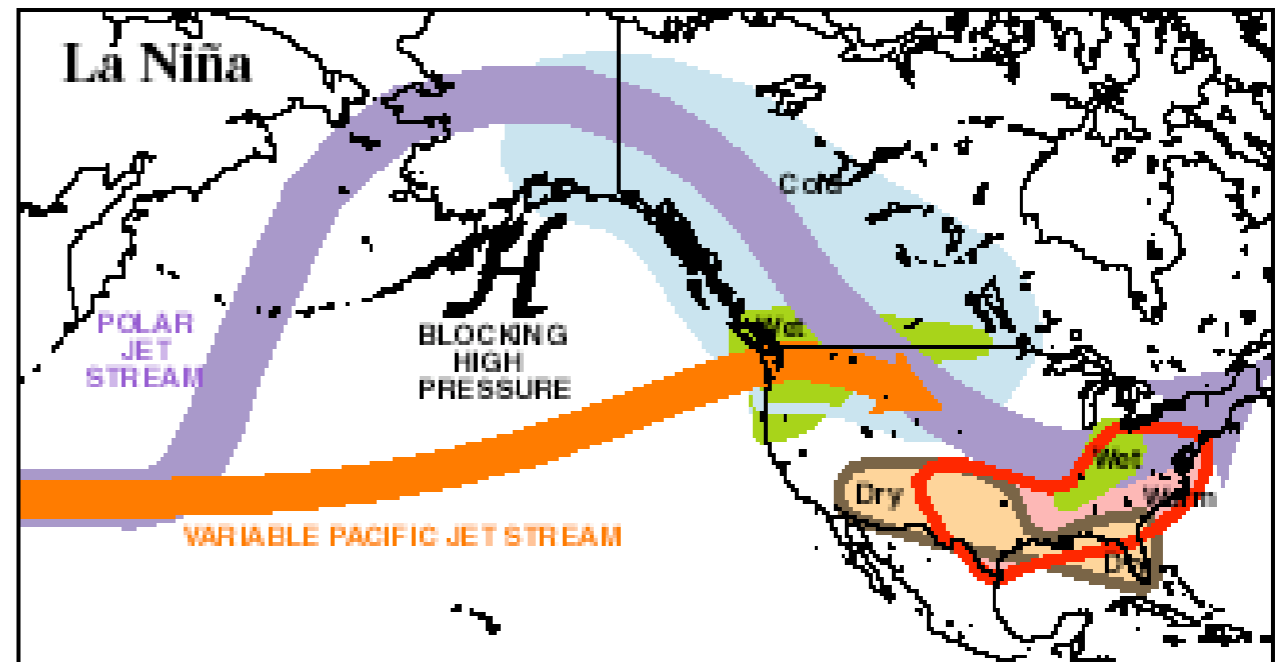 La Niña
Cold
POLAR
JET
STREAM
H
BLOCKING
HIGH
PRESSURE
Wet
Wet
Dry
Warm
VARIABLE PACIFIC JET STREAM
Dry